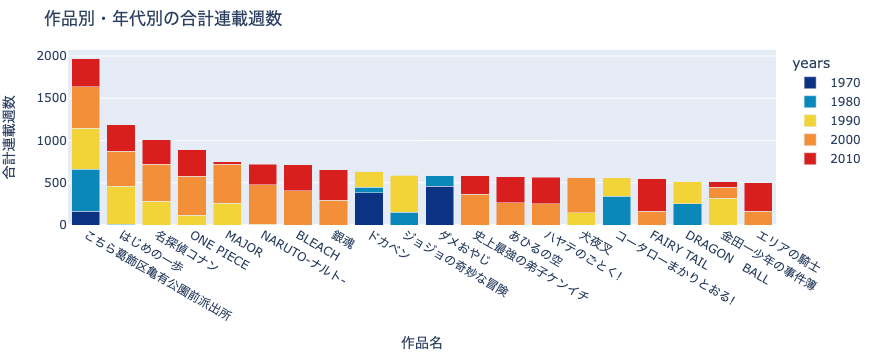 作品別・年代別の合計連載週数
合計連載週数
2000
1500
1000
500
0
こちら葛飾区亀有公園前派出所
はじめの一歩
名探偵コナン
ONE PIECE
MAJOR
NARUTO-ナルト-
BLEACH
銀魂
ドカベン
ジョジョの奇妙な冒険
ダメおやじ
史上最強の弟子ケンイチ
あひるの空
ハヤテのごとく!
犬夜叉
コータローまかりとおる!
FAIRY TAIL
DRAGON BALL
金田一少年の事件簿
エリアの騎士
作品名
years
1970
1980
1990
2000
2010